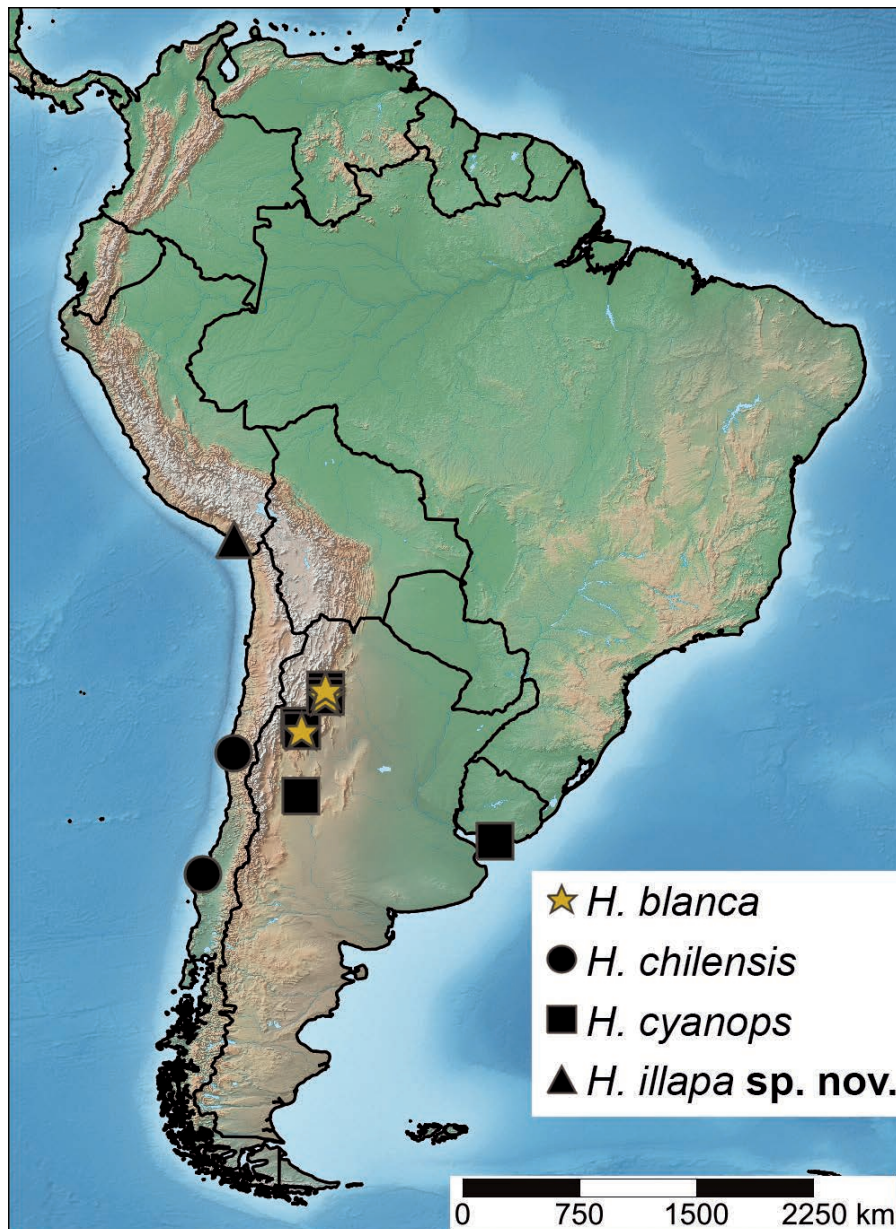 H. blanca
H. chilensis
H. cyanops
H. illapa sp. nov.
0 750 1500 2250 km